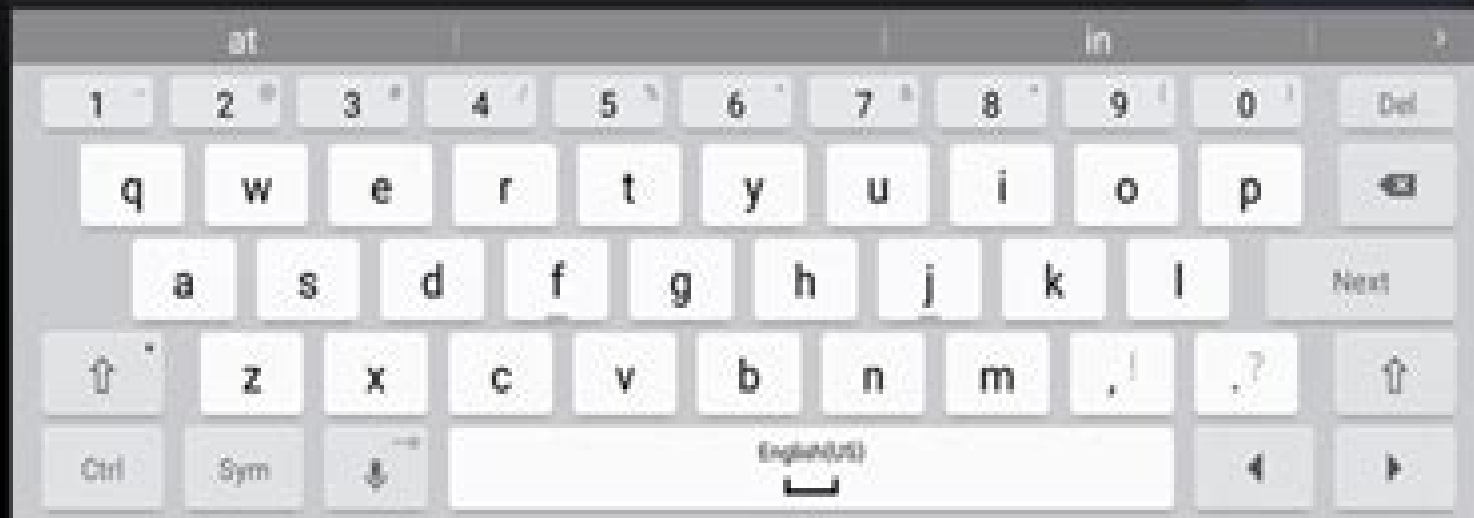 at in
1 2 @ 3 # 4 / 5 % 6 ^ 7 & 8 * 9 ( 0 ) Del
q w e r t y u i o p
a s d f g h j k l Next
z x c v b n m , ! . ?
Ctrl Sym English(US)